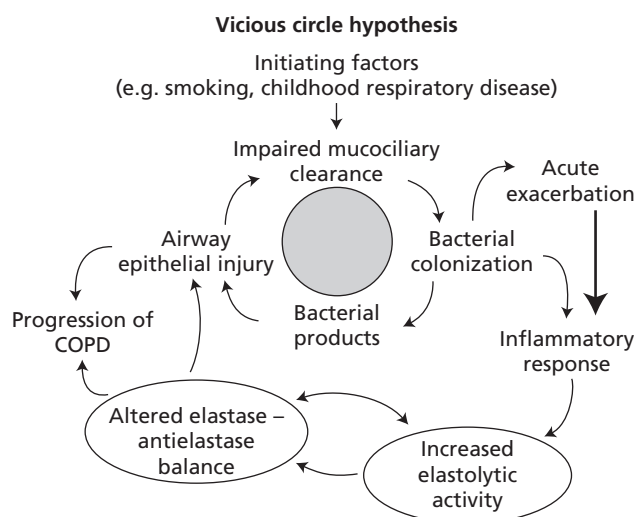 Vicious circle hypothesis
Initiating factors
(e.g. smoking, childhood respiratory disease)
Impaired mucociliary
clearance
Acute
exacerbation
Airway
epithelial injury
Bacterial
colonization
Bacterial
products
Progression of
COPD
Inflammatory
response
Altered elastase –
antielastase
balance
Increased
elastolytic
activity